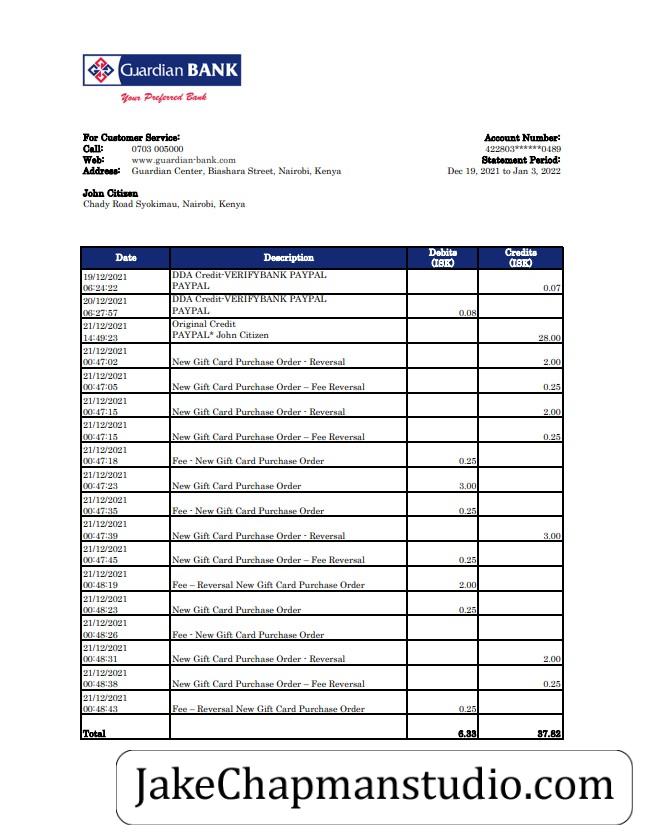 Guardian BANK
Your Preferred Bank
For Customer Service:
Call: 0703 005000
Web: www.guardian-bank.com
Address: Guardian Center, Biashara Street, Nairobi, Kenya
Account Number:
422803******0489
Statement Period:
Dec 19, 2021 to Jan 3, 2022
John Citizen
Chady Road Syokimau, Nairobi, Kenya
Date Description Debits (ISK) Credits (ISK)
19/12/2021 DDA Credit-VERIFYBANK PAYPAL
06:24:22 PAYPAL 0.07
20/12/2021 DDA Credit-VERIFYBANK PAYPAL
06:27:57 PAYPAL 0.08
21/12/2021 Original Credit
14:49:23 PAYPAL* John Citizen 28.00
21/12/2021
00:47:02 New Gift Card Purchase Order - Reversal 2.00
21/12/2021
00:47:05 New Gift Card Purchase Order – Fee Reversal 0.25
21/12/2021
00:47:15 New Gift Card Purchase Order - Reversal 2.00
21/12/2021
00:47:15 New Gift Card Purchase Order – Fee Reversal 0.25
21/12/2021
00:47:18 Fee - New Gift Card Purchase Order 0.25
21/12/2021
00:47:23 New Gift Card Purchase Order 3.00
21/12/2021
00:47:35 Fee - New Gift Card Purchase Order 0.25
21/12/2021
00:47:39 New Gift Card Purchase Order - Reversal 3.00
21/12/2021
00:47:45 New Gift Card Purchase Order – Fee Reversal 0.25
21/12/2021
00:48:19 Fee – Reversal New Gift Card Purchase Order 2.00
21/12/2021
00:48:23 New Gift Card Purchase Order 0.25
21/12/2021
00:48:26 Fee - New Gift Card Purchase Order
21/12/2021
00:48:31 New Gift Card Purchase Order - Reversal 2.00
21/12/2021
00:48:38 New Gift Card Purchase Order – Fee Reversal 0.25
21/12/2021
00:48:43 Fee – Reversal New Gift Card Purchase Order 0.25
Total 6.33 37.82
JakeChapmanstudio.com